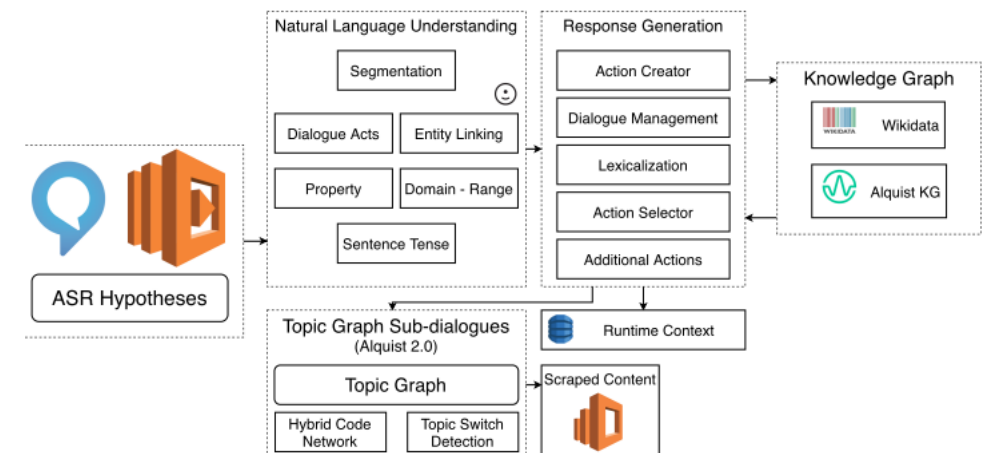 Natural Language Understanding
Segmentation
Dialogue Acts
Entity Linking
Property
Domain - Range
Sentence Tense
Response Generation
Action Creator
Dialogue Management
Lexicalization
Action Selector
Additional Actions
Knowledge Graph
WIKIDATA
Wikidata
Alquist KG
ASR Hypotheses
Topic Graph Sub-dialogues
(Alquist 2.0)
Topic Graph
Hybrid Code
Network
Topic Switch
Detection
Runtime Context
Scraped Content